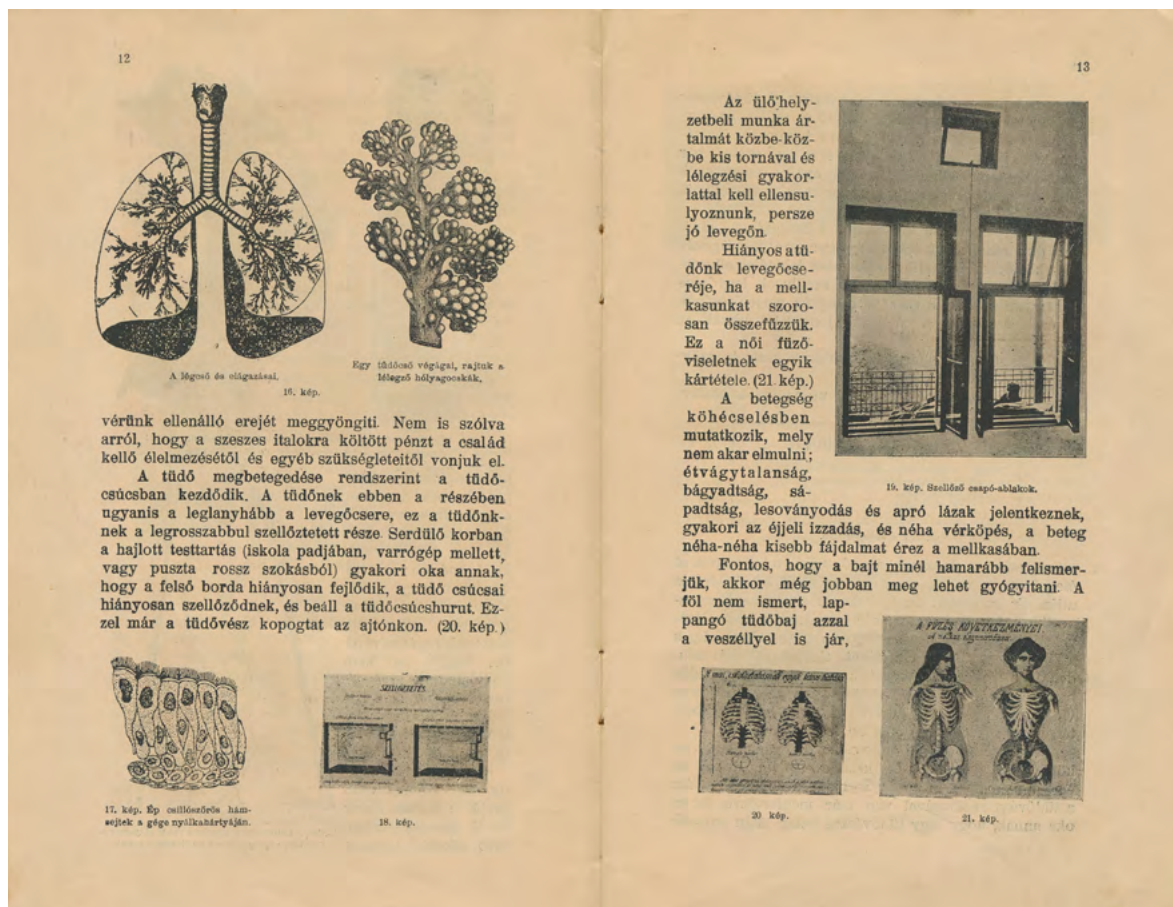 12
A légcső és elágazásai.
Egy tüdőcső végágai, rajtuk a
lélegző hólyagocskák,
16. kép.
vérünk ellenálló erejét meggyöngiti. Nem is szólva
arról, hogy a szeszes italokra költött pénzt a család
kellő élelmezésétől és egyéb szükségleteitől vonjuk el.
A tüdő megbetegedése rendszerint a tüdő-
csúcsban kezdődik. A tüdőnek ebben a részében
ugyanis a leglanyhább a levegőcsere, ez a tüdőnk-
nek a legrosszabbul szellőztetett része. Serdülő korban
a hajlott testtartás (iskola padjában, varrógép mellett,
vagy puszta rossz szokásból) gyakori oka annak,
hogy a felső borda hiányosan fejlődik, a tüdő csúcsai
hiányosan szellőződnek, és beáll a tüdőcsúcshurut. Ez-
zel már a tüdővész kopogtat az ajtónkon. (20. kép.)
SZELLŐZTETÉS
17. kép. Ép csillószőrös hám-
sejtek a gége nyálkahártyáján.
18. kép.
13
Az ülő hely-
zetbeli munka ár-
talmát közbe-köz-
be kis tornával és
lélegzési gyakor-
lattal kell ellensu-
lyoznunk, persze
jó levegőn.
Hiányos a tü-
dőnk levegőcse-
réje, ha a mell-
kasunkat szoro-
san összefűzzük.
Ez a női fűző-
viseletnek egyik
kártétele. (21. kép.)
A betegség
köhécselésben
mutatkozik, mely
nem akar elmulni;
étvágytalanság,
bágyadtság, sá-
19. kép. Szellőző csapó-ablakok.
padtság, lesoványodás és apró lázak jelentkeznek,
gyakori az éjjeli izzadás, és néha vérköpés, a beteg
néha-néha kisebb fájdalmat érez a mellkasában.
Fontos, hogy a bajt minél hamarább felismer-
jük, akkor még jobban meg lehet gyógyitani. A
föl nem ismert, lap-
pangó tüdőbaj azzal
a veszéllyel is jár,
A FŰZÉS KÖVETKEZMÉNYEI
20 kép.
21. kép.